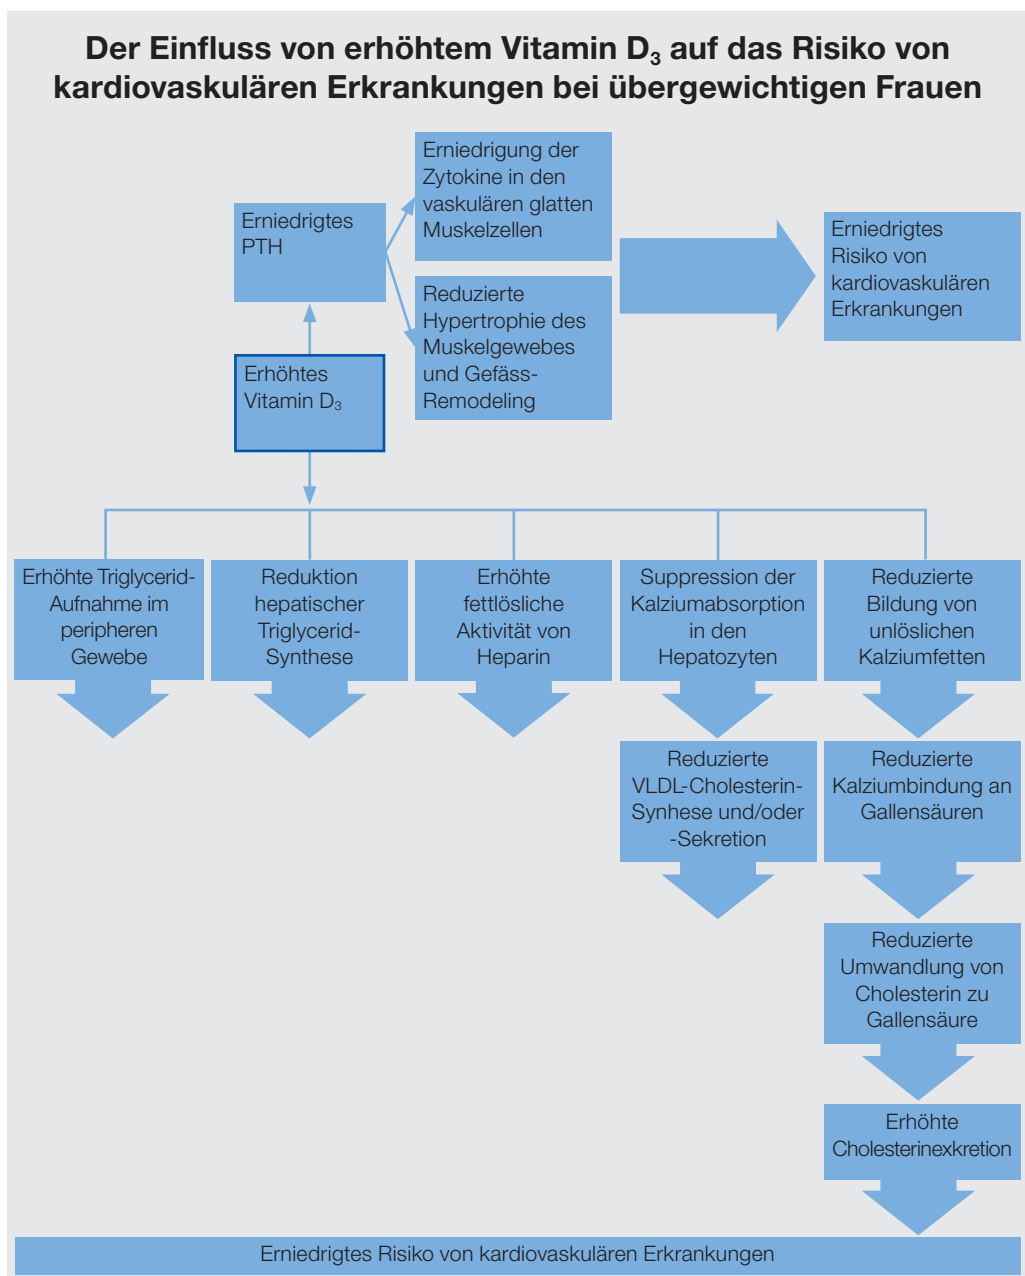 Der Einfluss von erhöhtem Vitamin D₃ auf das Risiko von
kardiovaskulären Erkrankungen bei übergewichtigen Frauen
Erniedrigung der
Zytokine in den
vaskulären glatten
Muskelzellen
Erniedrigtes
PTH
Erniedrigtes
Risiko von
kardiovaskulären
Erkrankungen
Reduzierte
Hypertrophie des
Muskelgewebes
und Gefäss-
Remodeling
Erhöhtes
Vitamin D₃
Erhöhte Triglycerid-
Aufnahme im
peripheren
Gewebe
Reduktion
hepatischer
Triglycerid-
Synthese
Erhöhte
fettlösliche
Aktivität von
Heparin
Suppression der
Kalziumabsorption
in den
Hepatozyten
Reduzierte
Bildung von
unlöslichen
Kalziumfetten
Reduzierte
VLDL-Cholesterin-
Synhese und/oder
-Sekretion
Reduzierte
Kalziumbindung an
Gallensäuren
Reduzierte
Umwandlung von
Cholesterin zu
Gallensäure
Erhöhte
Cholesterinexkretion
Erniedrigtes Risiko von kardiovaskulären Erkrankungen